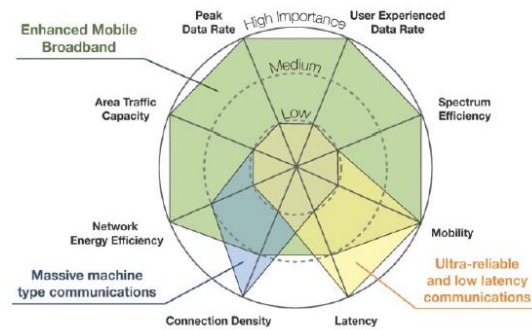 Peak
Data Rate
High Importance
User Experienced
Data Rate
Enhanced Mobile
Broadband
Medium
Area Traffic
Capacity
Low
Spectrum
Efficiency
Network
Energy Efficiency
Mobility
Massive machine
type communications
Ultra-reliable
and low latency
communications
Connection Density
Latency